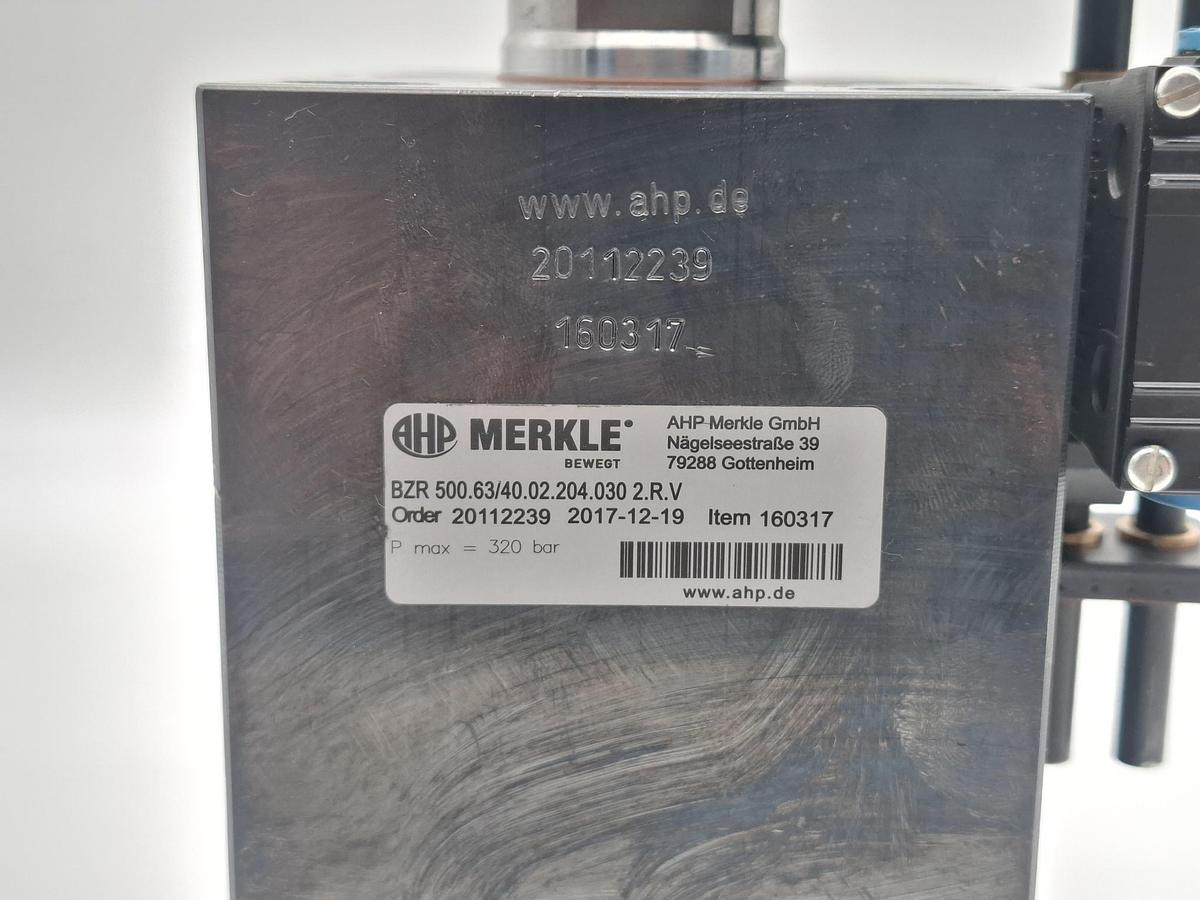 www.ahp.de
20112239
160317
AHP MERKLE
BEWEGT
AHP Merkle GmbH
Nägelseestraße 39
79288 Gottenheim
BZR 500.63/40.02.204.030 2.R.V
Order 20112239 2017-12-19 Item 160317
P max = 320 bar
www.ahp.de